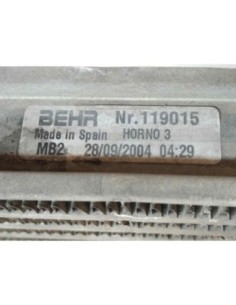 BEHR Nr.119015
Made in Spain HORNO 3
MB2 28/09/2004 04:29